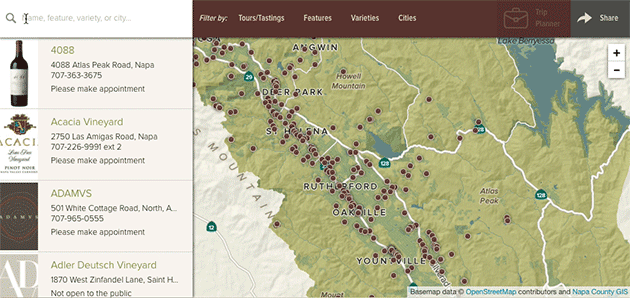 Name, feature, variety, or city...
Filter by:
Tours/Tastings
Features
Varieties
Cities
Trip
Planner
Share
4088
4088 Atlas Peak Road, Napa
707-363-3675
Please make appointment
ACACIA
PINOT NOIR
Acacia Vineyard
2750 Las Amigas Road, Napa
707-226-9991 ext 2
Please make appointment
ADAMVS
ADAMVS
501 White Cottage Road, North, A...
707-965-0555
Please make appointment
AD
Adler Deutsch Vineyard
1870 West Zinfandel Lane, Saint H...
Not open to the public
ANGWIN
Lake Berryessa
+
−
29
Howell
Mountain
DEER PARK
ST. HELENA
128
128
128
S MOUNTAINS
RUTHERFORD
OAKVILLE
Atlas
Peak
12
YOUNTVILLE
Basemap data © OpenStreetMap contributors and Napa County GIS